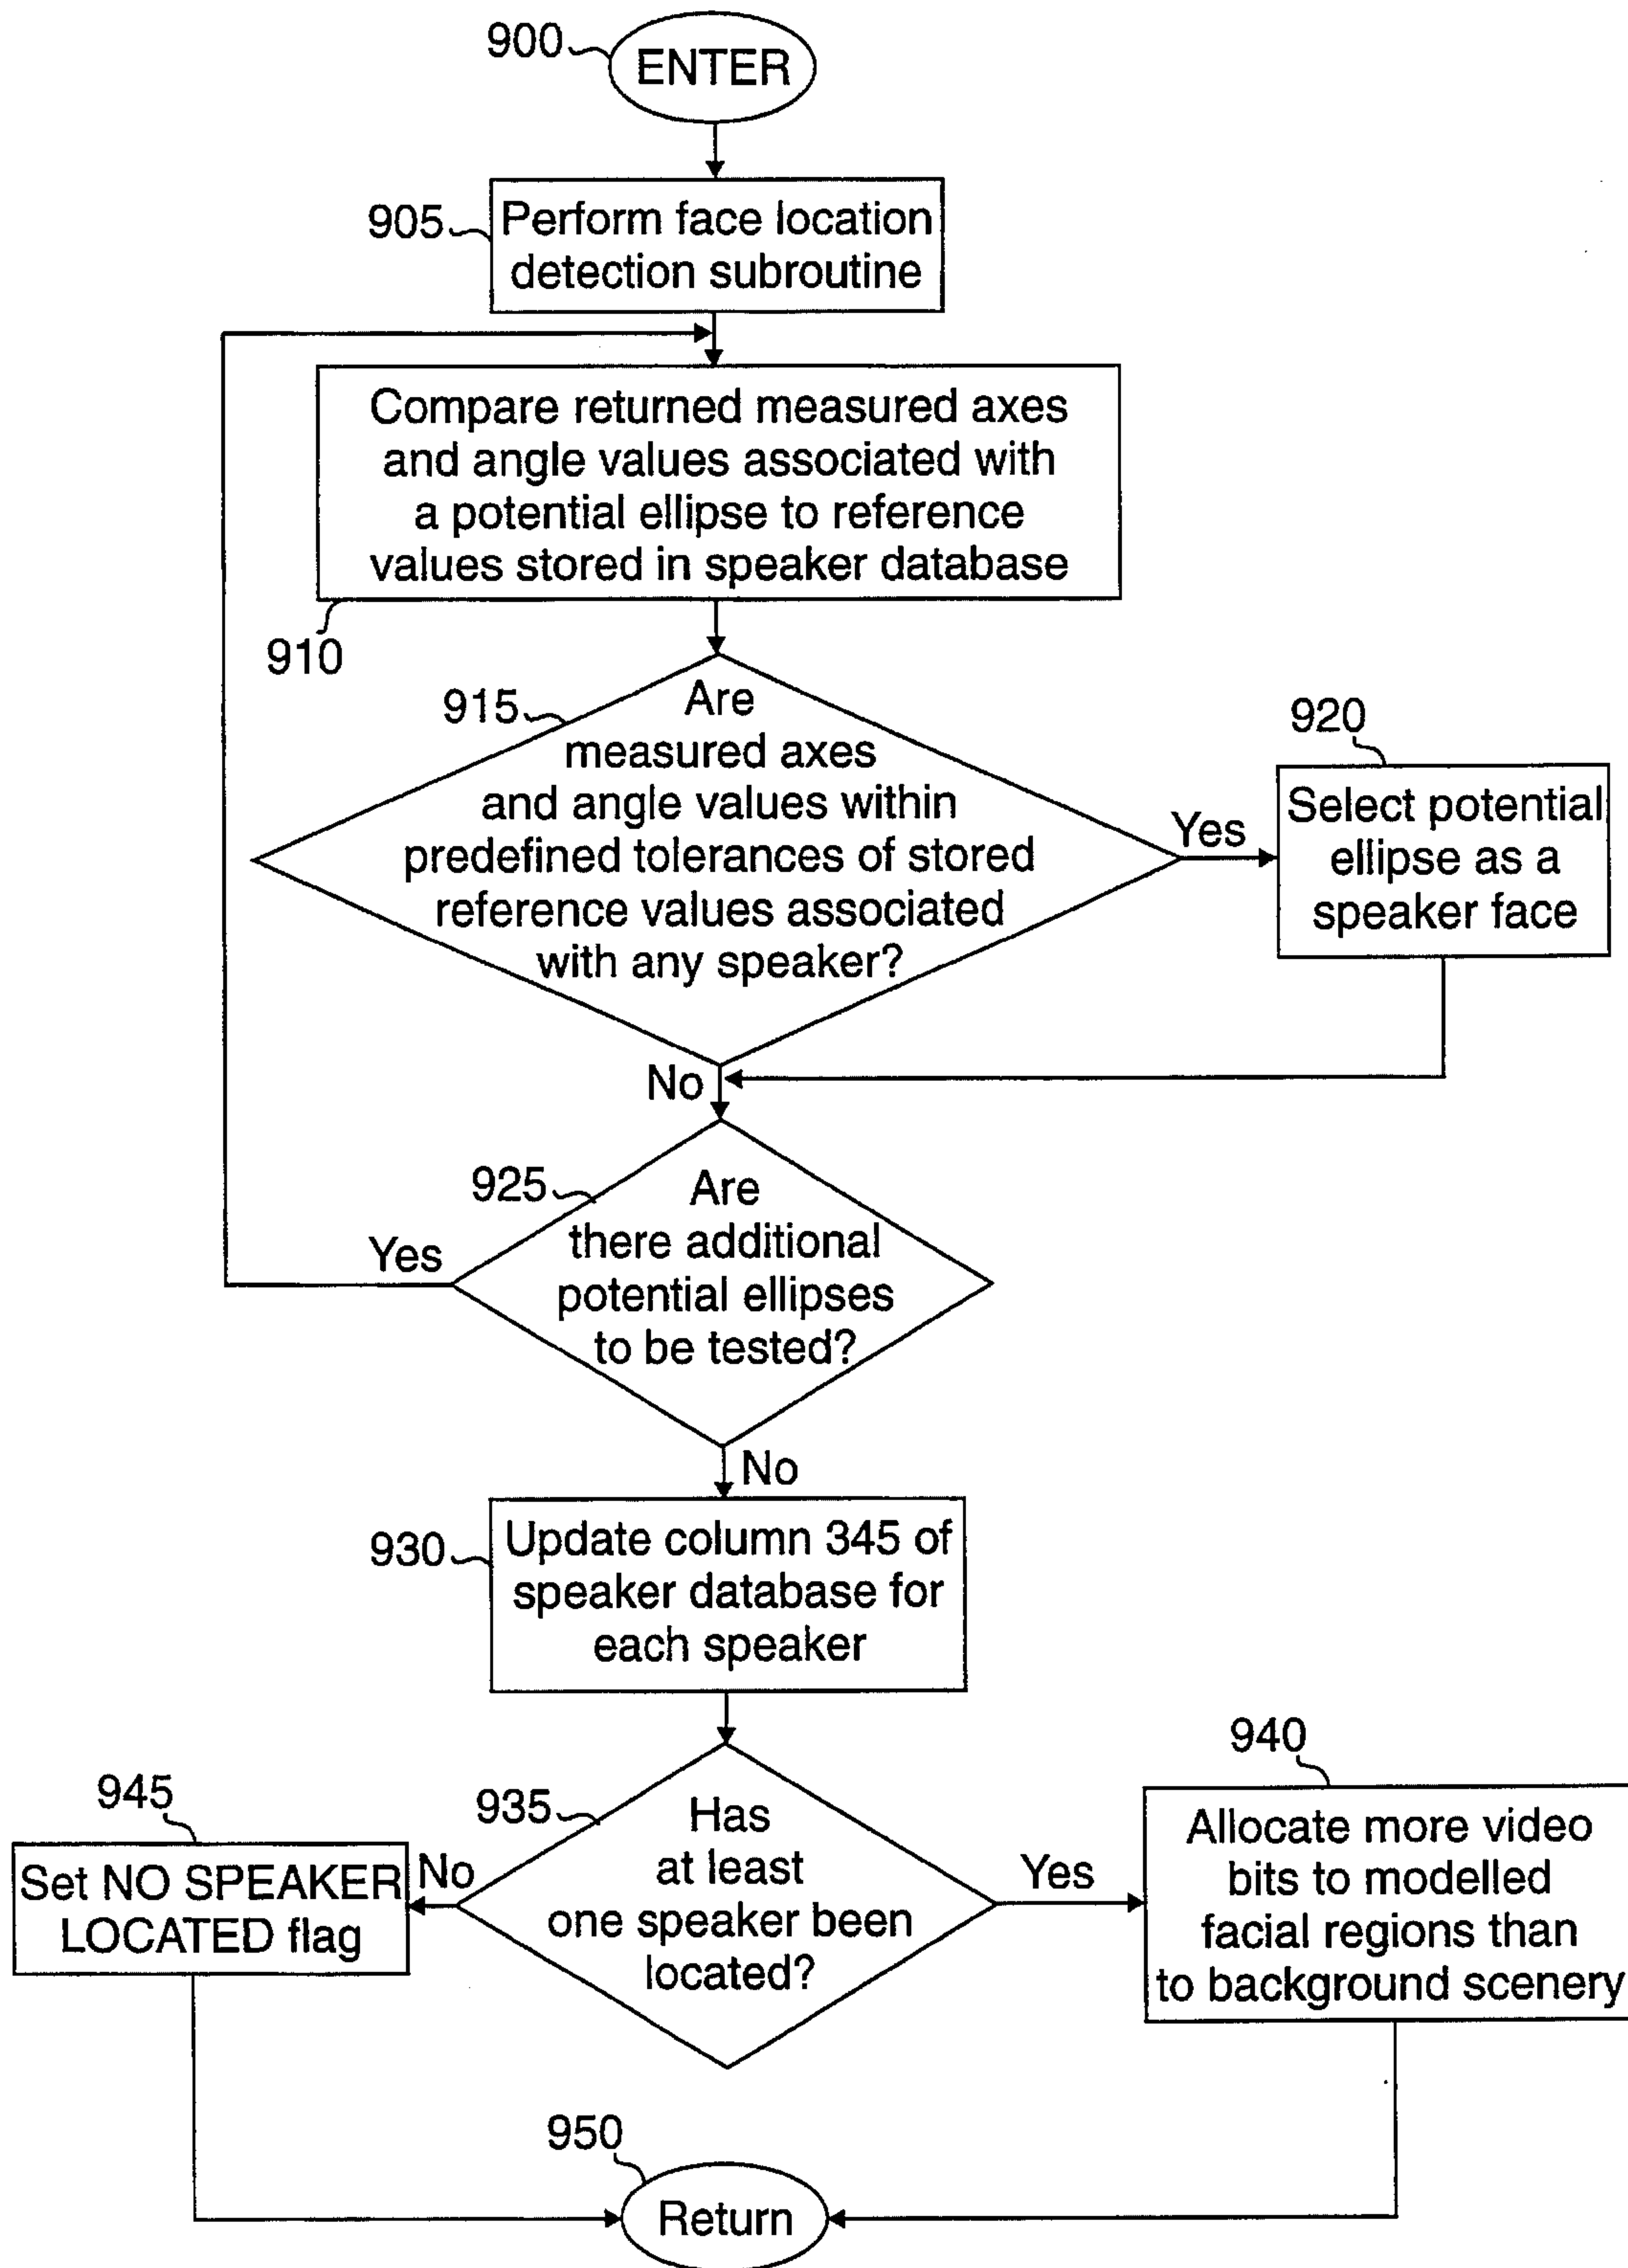 900
ENTER
905
Perform face location
detection subroutine
Compare returned measured axes
and angle values associated with
a potential ellipse to reference
values stored in speaker database
910
915
Are
measured axes
and angle values within
predefined tolerances of stored
reference values associated
with any speaker?
Yes
920
Select potential
ellipse as a
speaker face
No
925
Are
there additional
potential ellipses
to be tested?
Yes
No
930
Update column 345 of
speaker database for
each speaker
935
Has
at least
one speaker been
located?
Yes
940
Allocate more video
bits to modelled
facial regions than
to background scenery
No
945
Set NO SPEAKER
LOCATED flag
950
Return